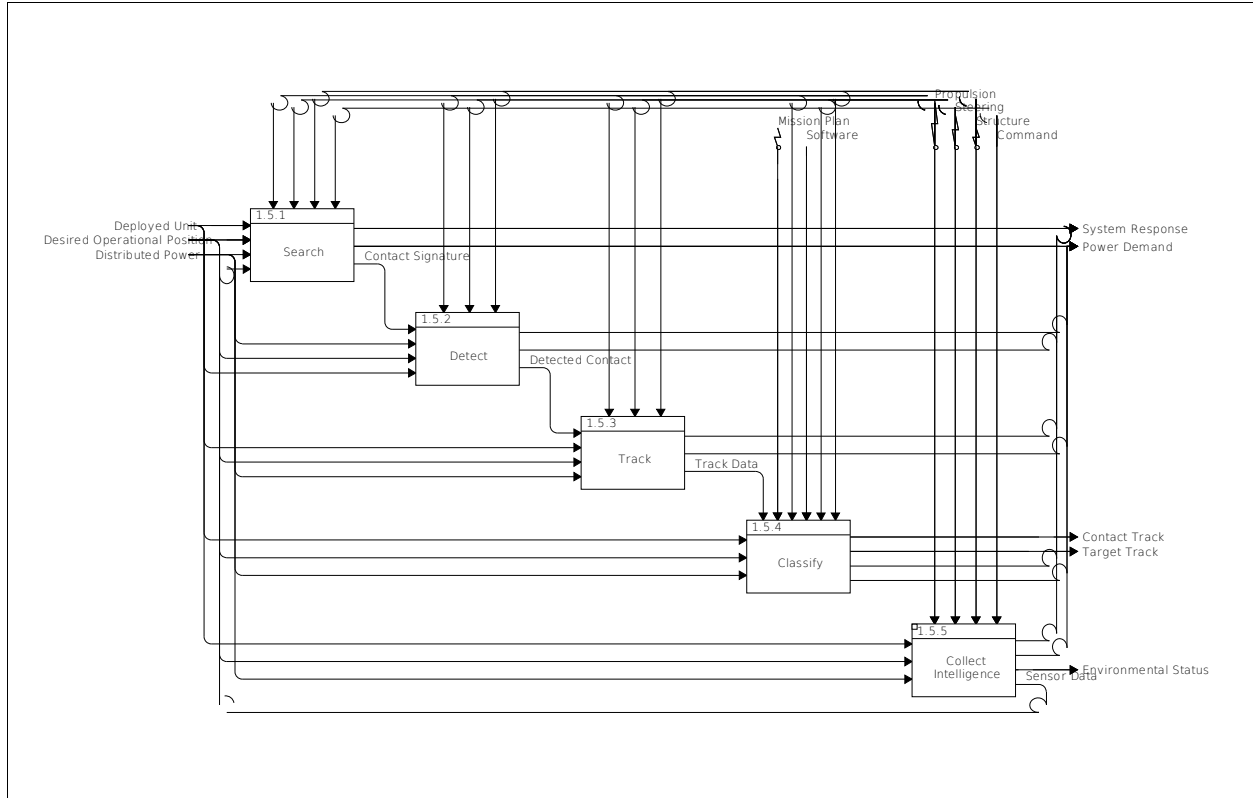 Propulsion
Steering
Mission Plan
Structure
Software
Command
1.5.1
Deployed Unit
System Response
Desired Operational Position
Power Demand
Search
Distributed Power
Contact Signature
1.5.2
Detect
Detected Contact
1.5.3
Track
Track Data
1.5.4
Contact Track
Target Track
Classify
1.5.5
Collect
Intelligence
Environmental Status
Sensor Data